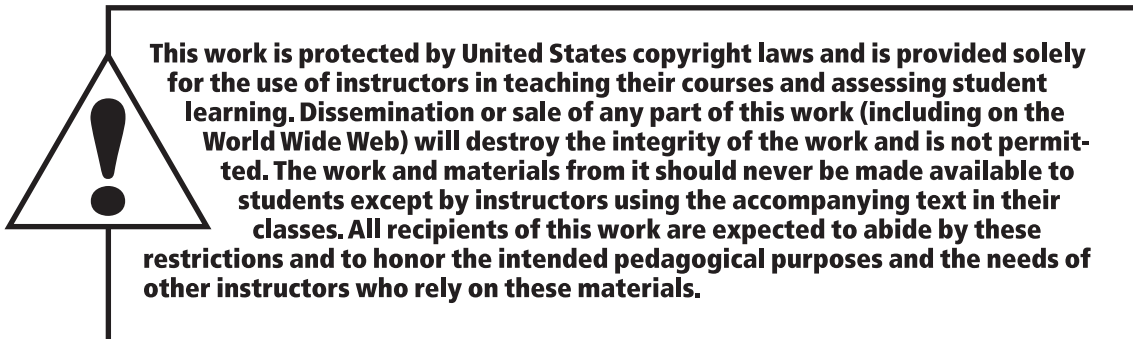 This work is protected by United States copyright laws and is provided solely
for the use of instructors in teaching their courses and assessing student
learning. Dissemination or sale of any part of this work (including on the
World Wide Web) will destroy the integrity of the work and is not permit-
ted. The work and materials from it should never be made available to
students except by instructors using the accompanying text in their
classes. All recipients of this work are expected to abide by these
restrictions and to honor the intended pedagogical purposes and the needs of
other instructors who rely on these materials.